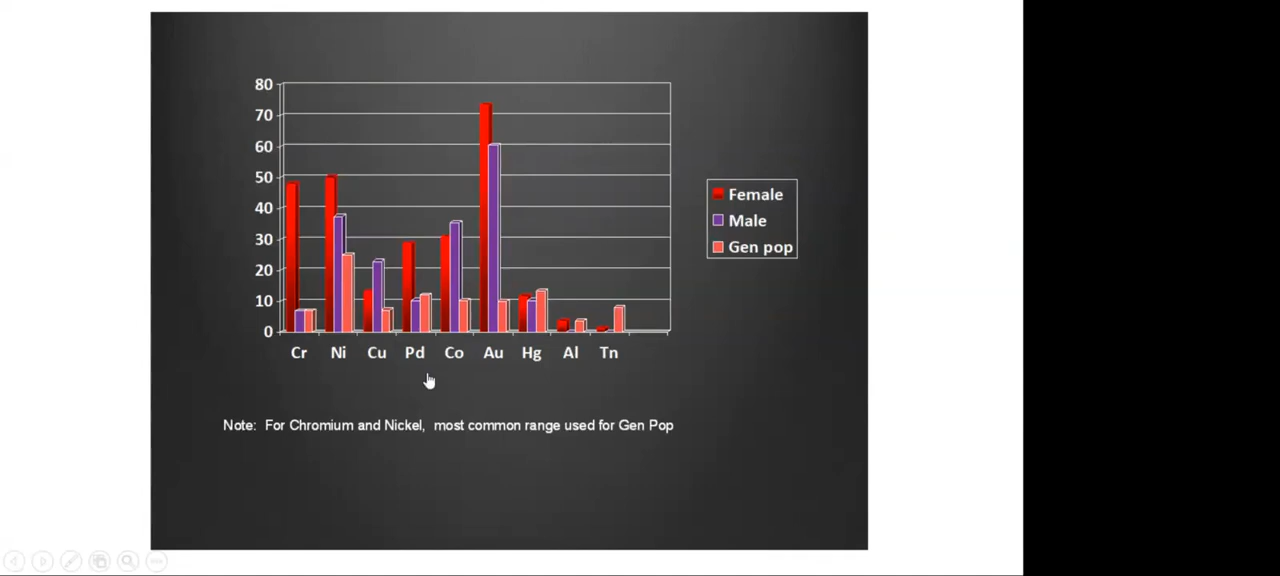 80
70
60
50
40
30
20
10
0
Cr Ni Cu Pd Co Au Hg Al Tn
Female
Male
Gen pop
Note: For Chromium and Nickel, most common range used for Gen Pop